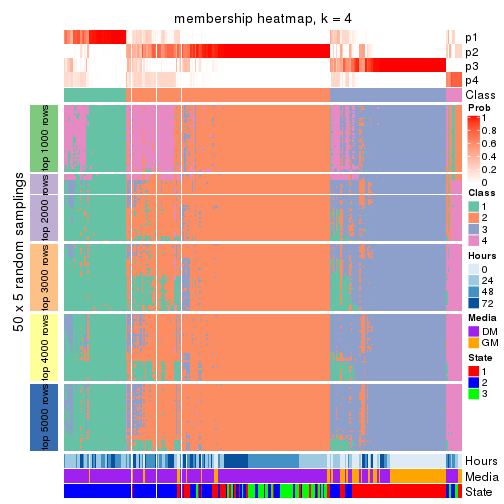 membership heatmap, k = 4
p1
p2
p3
p4
Class
50 x 5 random samplings
top 1000 rows
top 2000 rows
top 3000 rows
top 4000 rows
top 5000 rows
Hours
Media
State
Prob
1
0.8
0.6
0.4
0.2
0
Class
1
2
3
4
Hours
0
24
48
72
Media
DM
GM
State
1
2
3